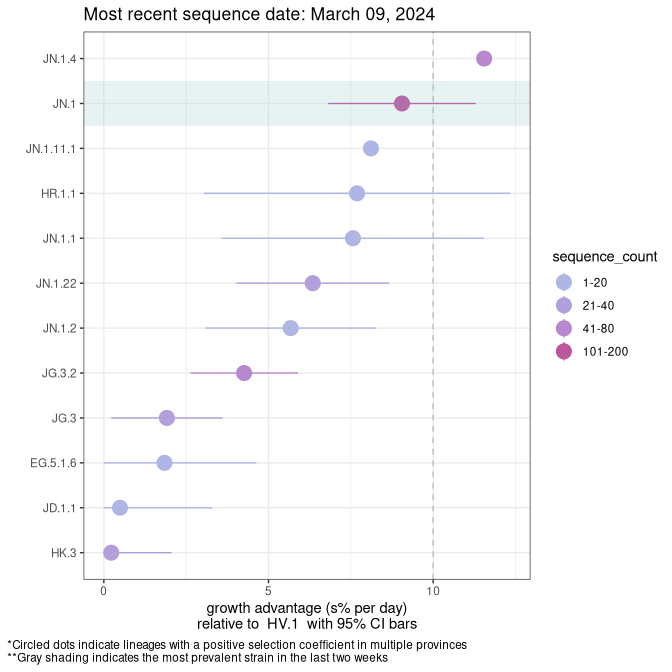 Most recent sequence date: March 09, 2024
JN.1.4
JN.1
JN.1.11.1
HR.1.1
JN.1.1
JN.1.22
JN.1.2
JG.3.2
JG.3
EG.5.1.6
JD.1.1
HK.3
0 5 10
growth advantage (s% per day)
relative to HV.1 with 95% CI bars
sequence_count
1-20
21-40
41-80
101-200
*Circled dots indicate lineages with a positive selection coefficient in multiple provinces
**Gray shading indicates the most prevalent strain in the last two weeks